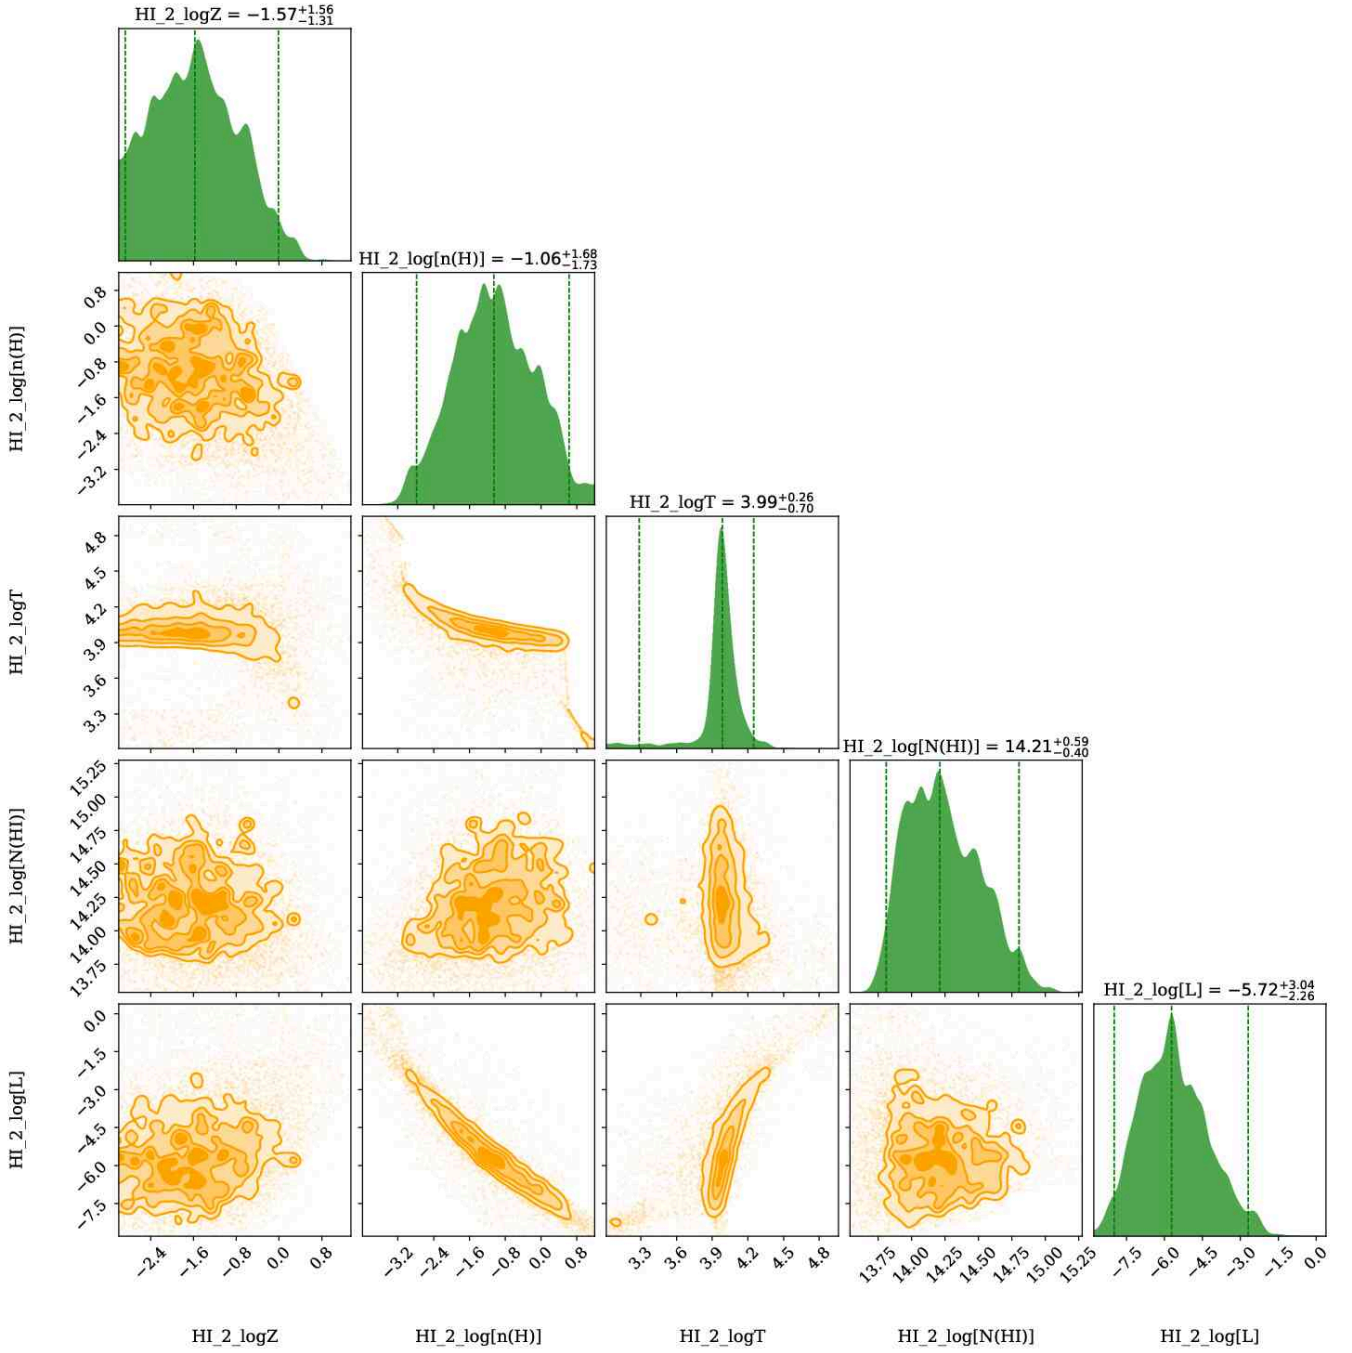 HI_2_logZ = −1.57+1.56−1.31
HI_2_log[n(H)] = −1.06+1.68−1.73
0.8
0.0
−0.8
−1.6
−2.4
−3.2
HI_2_log[n(H)]
HI_2_logT = 3.99+0.26−0.70
4.8
4.5
4.2
3.9
3.6
3.3
HI_2_logT
HI_2_log[N(HI)] = 14.21+0.59−0.40
15.25
15.00
14.75
14.50
14.25
14.00
13.75
HI_2_log[N(HI)]
HI_2_log[L] = −5.72+3.04−2.26
0.0
−1.5
−3.0
−4.5
−6.0
−7.5
HI_2_log[L]
−2.4 −1.6 −0.8 0.0 0.8
−3.2 −2.4 −1.6 −0.8 0.0 0.8
3.3 3.6 3.9 4.2 4.5 4.8
13.75 14.00 14.25 14.50 14.75 15.00 15.25
−7.5 −6.0 −4.5 −3.0 −1.5 0.0
HI_2_logZ HI_2_log[n(H)] HI_2_logT HI_2_log[N(HI)] HI_2_log[L]